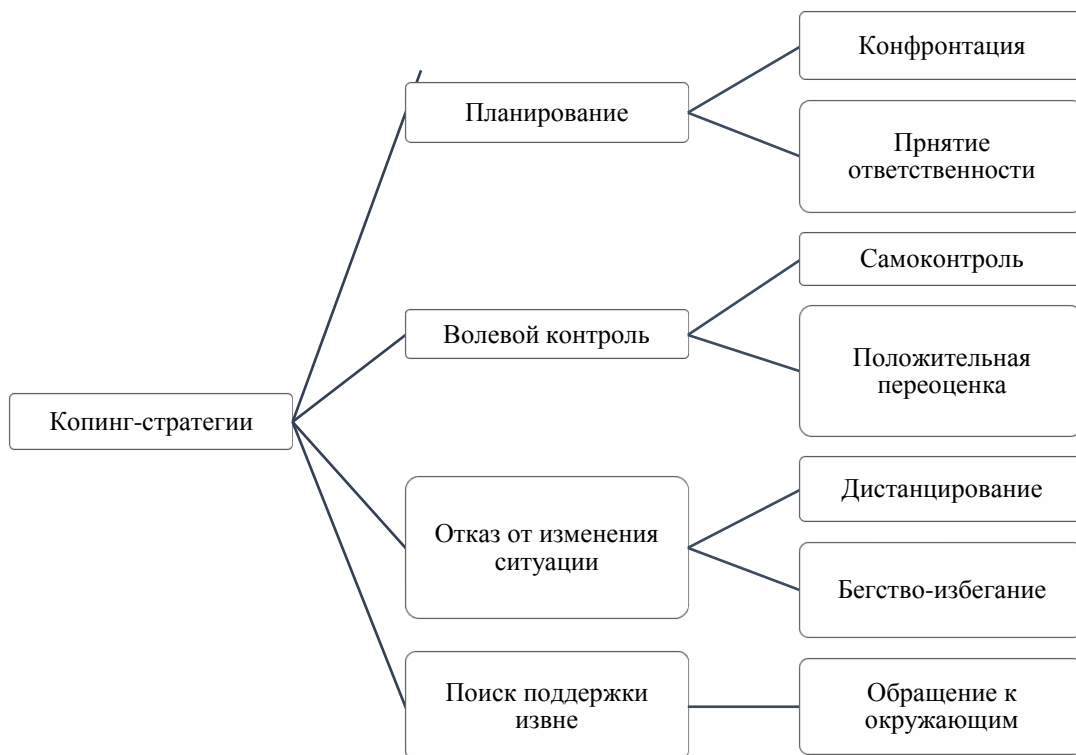 Конфронтация
Планирование
Прнятие
ответственности
Самоконтроль
Волевой контроль
Положительная
переоценка
Копинг-стратегии
Дистанцирование
Отказ от изменения
ситуации
Бегство-избегание
Поиск поддержки
извне
Обращение к
окружающим